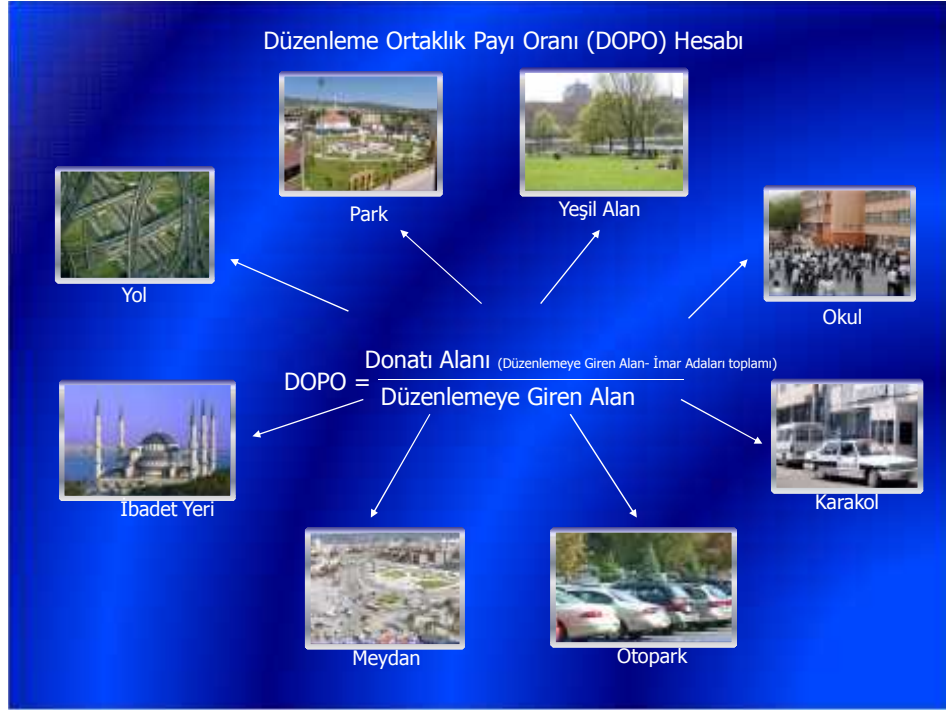 Düzenleme Ortaklık Payı Oranı (DOPO) Hesabı
Park
Yeşil Alan
Yol
Okul
DOPO =
Donatı Alanı (Düzenlemeye Giren Alan- İmar Adaları toplamı)
Düzenlemeye Giren Alan
İbadet Yeri
Karakol
Meydan
Otopark